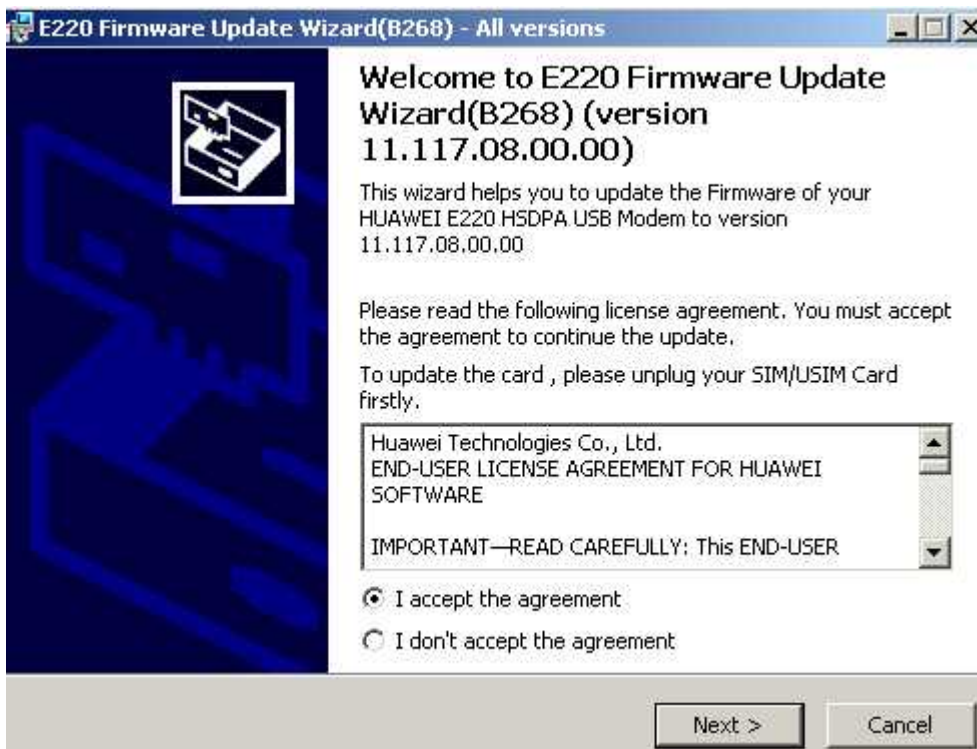 E220 Firmware Update Wizard(B268) - All versions
Welcome to E220 Firmware Update
Wizard(B268) (version
11.117.08.00.00)
This wizard helps you to update the Firmware of your
HUAWEI E220 HSDPA USB Modem to version
11.117.08.00.00
Please read the following license agreement. You must accept
the agreement to continue the update.
To update the card , please unplug your SIM/USIM Card
firstly.
Huawei Technologies Co., Ltd.
END-USER LICENSE AGREEMENT FOR HUAWEI
SOFTWARE
IMPORTANT—READ CAREFULLY: This END-USER
I accept the agreement
I don't accept the agreement
Next >
Cancel